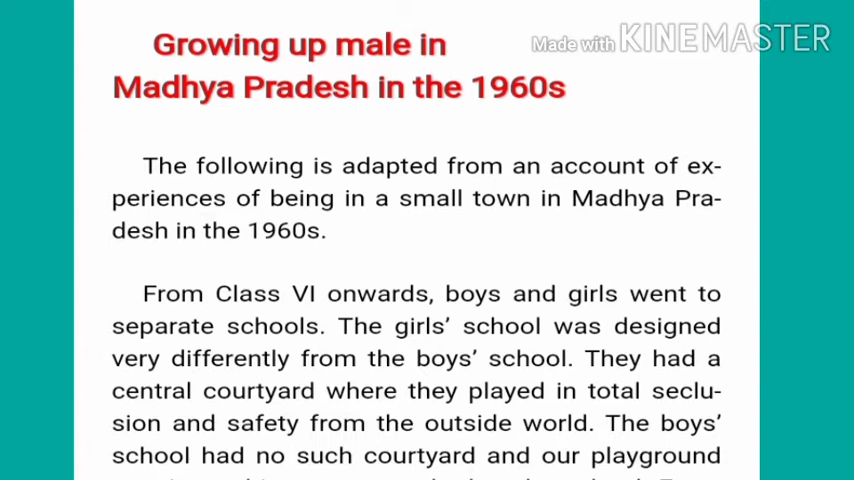 Growing up male in
Made with KINEMASTER
Madhya Pradesh in the 1960s
The following is adapted from an account of ex-
periences of being in a small town in Madhya Pra-
desh in the 1960s.
From Class VI onwards, boys and girls went to
separate schools. The girls’ school was designed
very differently from the boys’ school. They had a
central courtyard where they played in total seclu-
sion and safety from the outside world. The boys’
school had no such courtyard and our playground